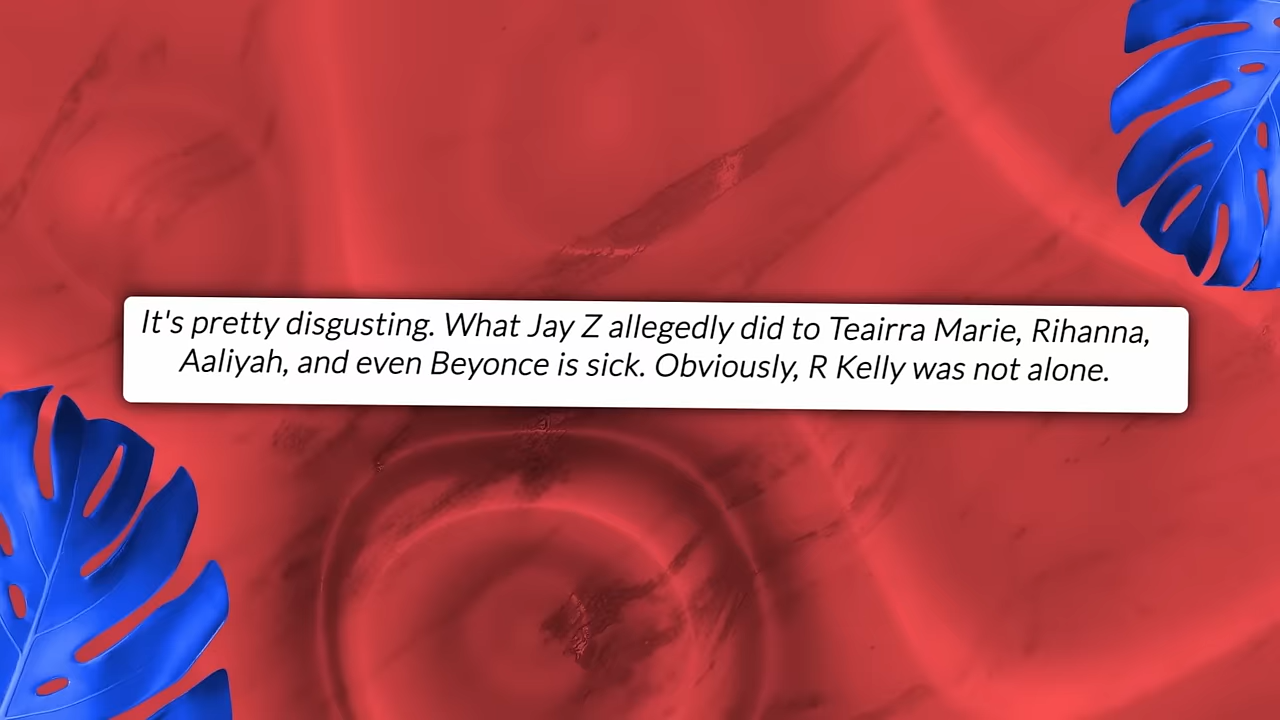 It's pretty disgusting. What Jay Z allegedly did to Teairra Marie, Rihanna,
Aaliyah, and even Beyonce is sick. Obviously, R Kelly was not alone.